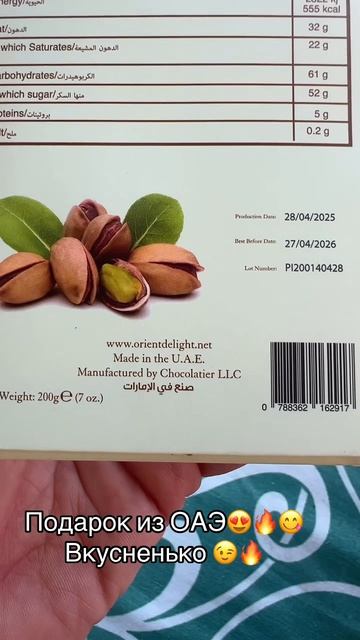 555 kcal
الدهون 32 g
which Saturates/الدهون المشبعة 22 g
الكربوهيدرات 61 g
which sugar/منها السكر 52 g
بروتينات 5 g
ملح 0.2 g
Production Date: 28/04/2025
Best Before Date: 27/04/2026
Lot Number: PI200140428
www.orientdelight.net
Made in the U.A.E.
Manufactured by Chocolatier LLC
صنع في الإمارات
Weight: 200g℮ (7 oz.)
0 788362 162917
Подарок из ОАЭ😍🔥😋
Вкусненько 😉🔥